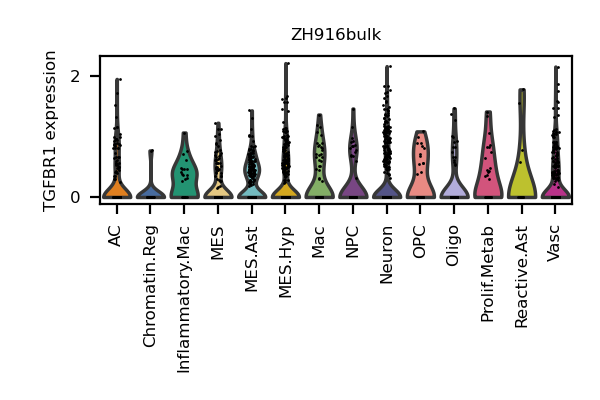 ZH916bulk
TGFBR1 expression
2
0
AC
Chromatin.Reg
Inflammatory.Mac
MES
MES.Ast
MES.Hyp
Mac
NPC
Neuron
OPC
Oligo
Prolif.Metab
Reactive.Ast
Vasc